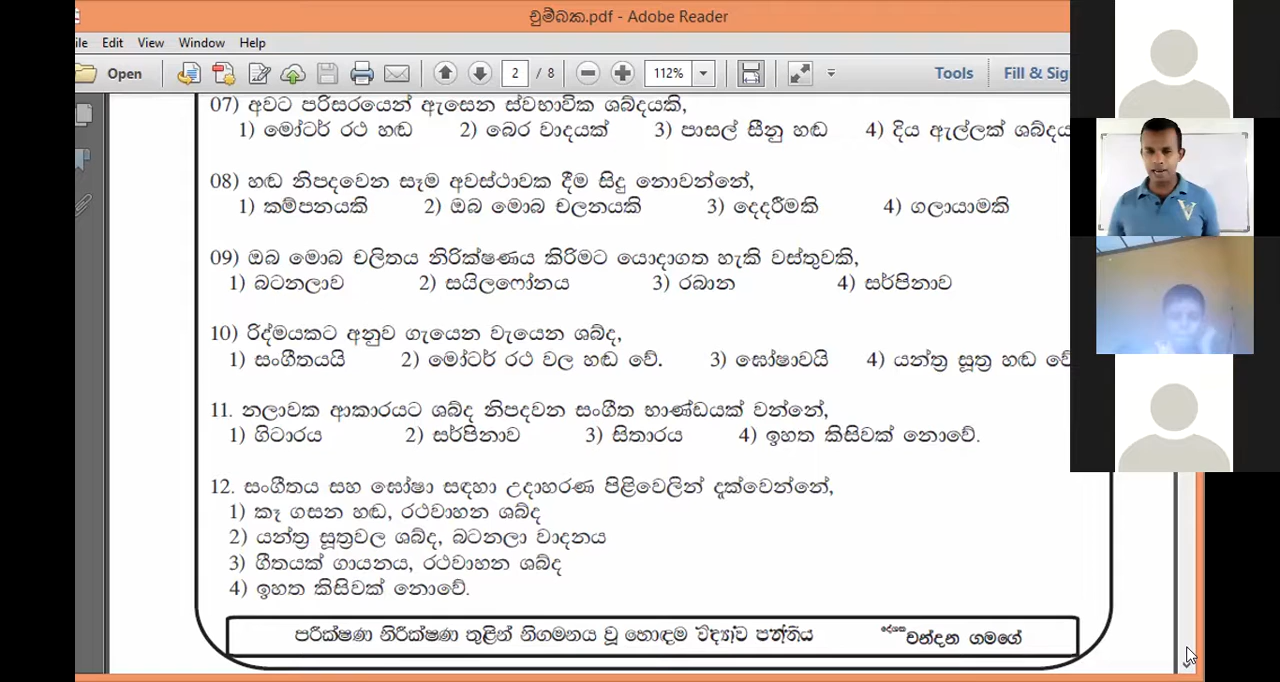 චුම්බක.pdf - Adobe Reader
ile Edit View Window Help
Open 2 / 8 112% Tools Fill & Sig
07) අවට පරිසරයෙන් ඇසෙන ස්වභාවික ශබ්දයකි,
1) මෝටර් රථ හඬ 2) බෙර වාදයක් 3) පාසල් සීනු හඬ 4) දිය ඇල්ලක් ශබ්දය
08) හඬ නිපදවෙන සෑම අවස්ථාවක දීම සිදු නොවන්නේ,
1) කම්පනයකි 2) ඔබ මොබ චලනයකි 3) දෙදරීමකි 4) ගලායාමකි
09) ඔබ මොබ චලිතය නිරික්ෂණය කිරිමට යොදාගත හැකි වස්තුවකි,
1) බටනලාව 2) සයිලෆෝනය 3) රබාන 4) සර්පිනාව
10) රිද්මයකට අනුව ගැයෙන වැයෙන ශබ්ද,
1) සංගීතයයි 2) මෝටර් රථ වල හඬ වේ. 3) ඝෝෂාවයි 4) යන්ත්‍ර සූත්‍ර හඬ වේ
11. නලාවක ආකාරයට ශබ්ද නිපදවන සංගීත භාණ්ඩයක් වන්නේ,
1) ගිටාරය 2) සර්පිනාව 3) සිතාරය 4) ඉහත කිසිවක් නොවේ.
12. සංගීතය සහ ඝෝෂා සඳහා උදාහරණ පිළිවෙලින් දැක්වෙන්නේ,
1) කෑ ගසන හඬ, රථවාහන ශබ්ද
2) යන්ත්‍ර සූත්‍රවල ශබ්ද, බටනලා වාදනය
3) ගීතයක් ගායනය, රථවාහන ශබ්ද
4) ඉහත කිසිවක් නොවේ.
පරීක්ෂණ නිරීක්ෂණ තුළින් නිගමනය වූ හොඳම විද්‍යාව පන්තිය දේශක චන්දන ගමගේ